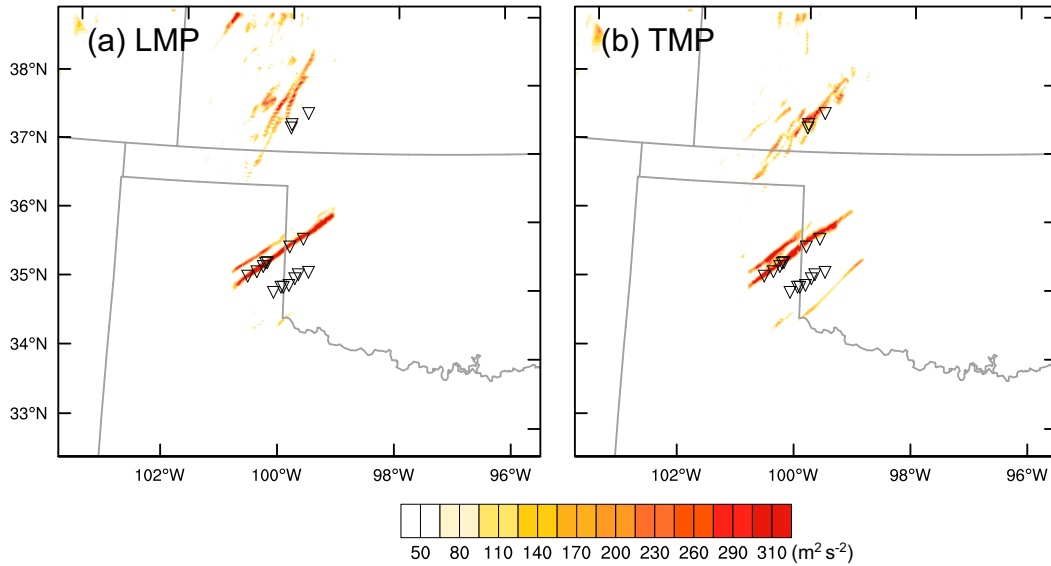 (a) LMP
(b) TMP
38°N
37°N
36°N
35°N
34°N
33°N
102°W 100°W 98°W 96°W
102°W 100°W 98°W 96°W
50 80 110 140 170 200 230 260 290 310 (m² s⁻²)